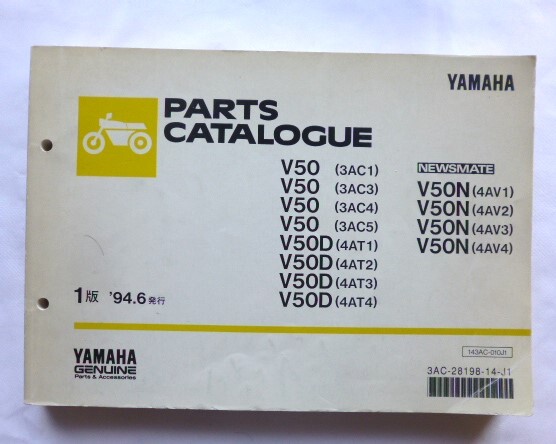 YAMAHA
PARTS
CATALOGUE
V50 (3AC1)
V50 (3AC3)
V50 (3AC4)
V50 (3AC5)
V50D (4AT1)
V50D (4AT2)
V50D (4AT3)
V50D (4AT4)
NEWSMATE
V50N (4AV1)
V50N (4AV2)
V50N (4AV3)
V50N (4AV4)
1版 '94.6発行
143AC-010J1
YAMAHA
GENUINE
Parts & Accessories
3AC-28198-14-J1